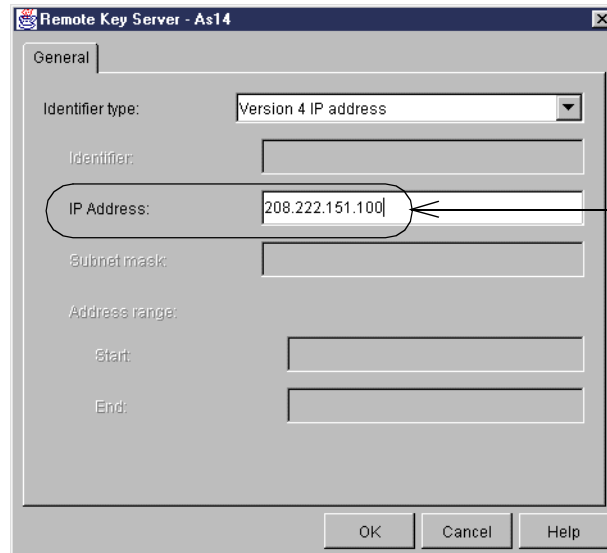 Remote Key Server - As14
General
Identifier type: Version 4 IP address
Identifier:
IP Address: 208.222.151.100
Subnet mask:
Address range:
Start:
End:
OK Cancel Help